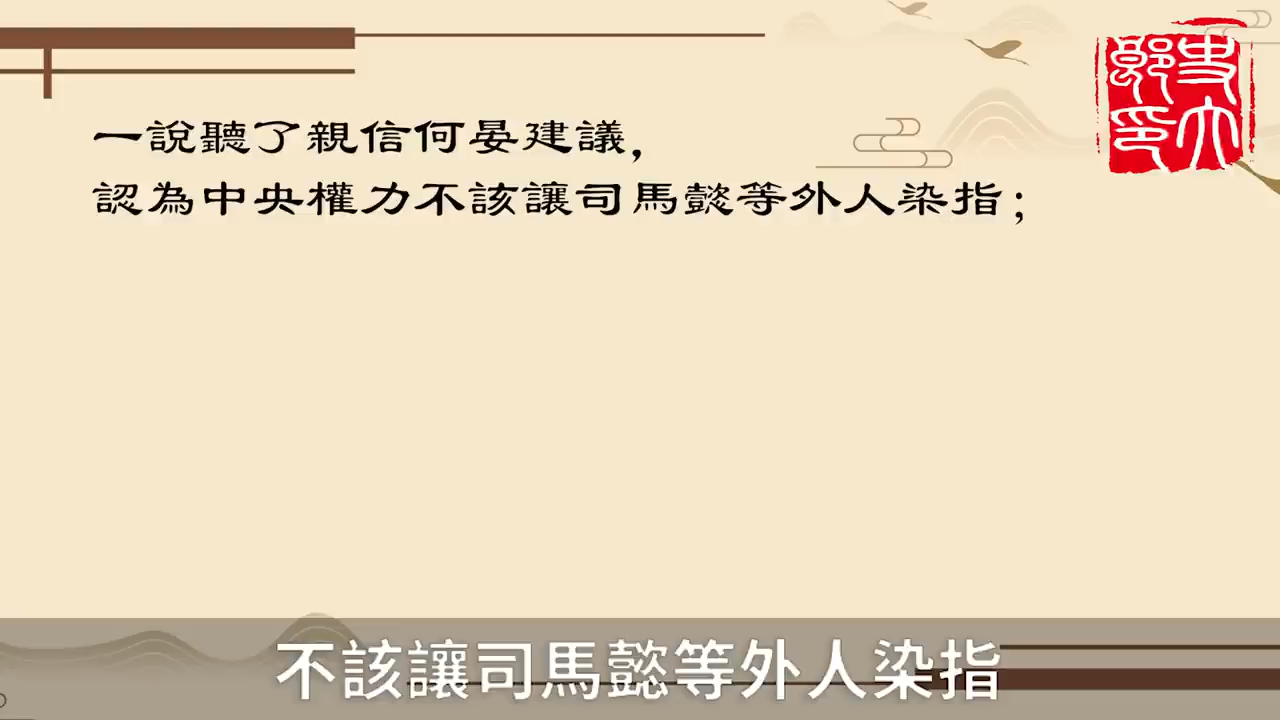 一說聽了親信何晏建議，
認為中央權力不該讓司馬懿等外人染指；
不該讓司馬懿等外人染指